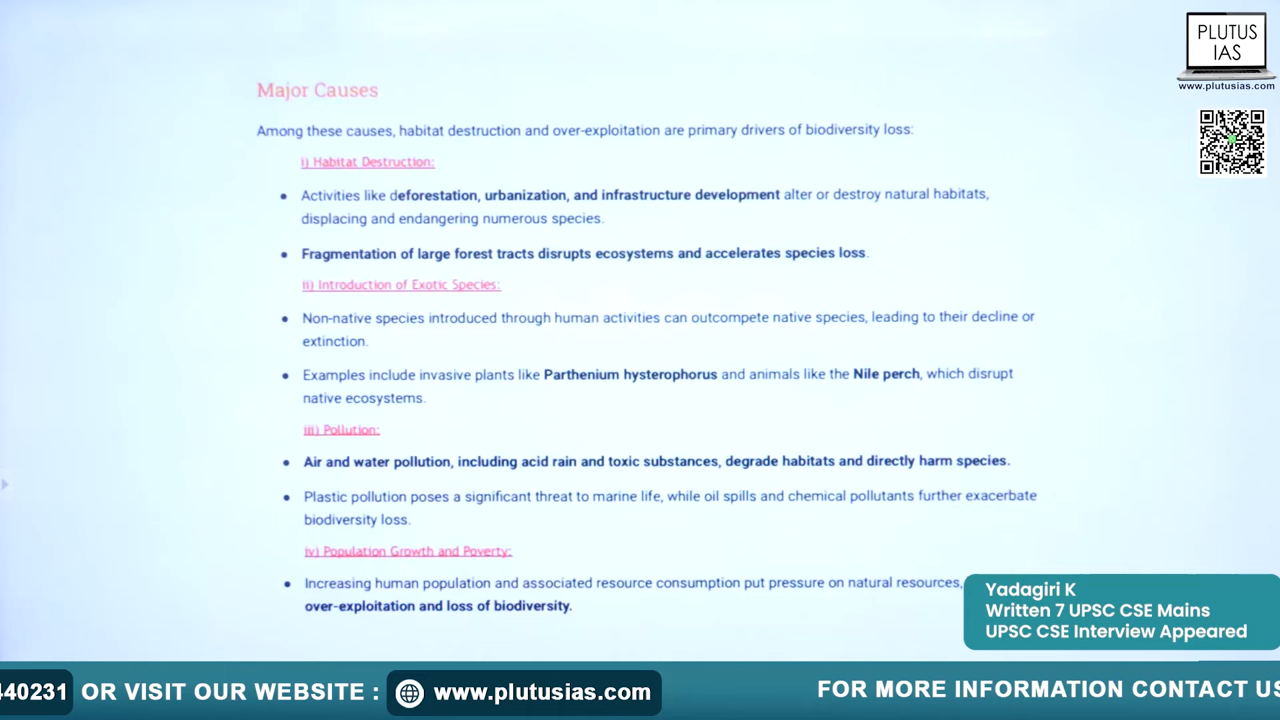 PLUTUS
IAS
www.plutusias.com
Major Causes
Among these causes, habitat destruction and over-exploitation are primary drivers of biodiversity loss:
i) Habitat Destruction:
• Activities like deforestation, urbanization, and infrastructure development alter or destroy natural habitats,
displacing and endangering numerous species.
• Fragmentation of large forest tracts disrupts ecosystems and accelerates species loss.
ii) Introduction of Exotic Species:
• Non-native species introduced through human activities can outcompete native species, leading to their decline or
extinction.
• Examples include invasive plants like Parthenium hysterophorus and animals like the Nile perch, which disrupt
native ecosystems.
iii) Pollution:
• Air and water pollution, including acid rain and toxic substances, degrade habitats and directly harm species.
• Plastic pollution poses a significant threat to marine life, while oil spills and chemical pollutants further exacerbate
biodiversity loss.
iv) Population Growth and Poverty:
• Increasing human population and associated resource consumption put pressure on natural resources,
over-exploitation and loss of biodiversity.
Yadagiri K
Written 7 UPSC CSE Mains
UPSC CSE Interview Appeared
40231 OR VISIT OUR WEBSITE : www.plutusias.com FOR MORE INFORMATION CONTACT US